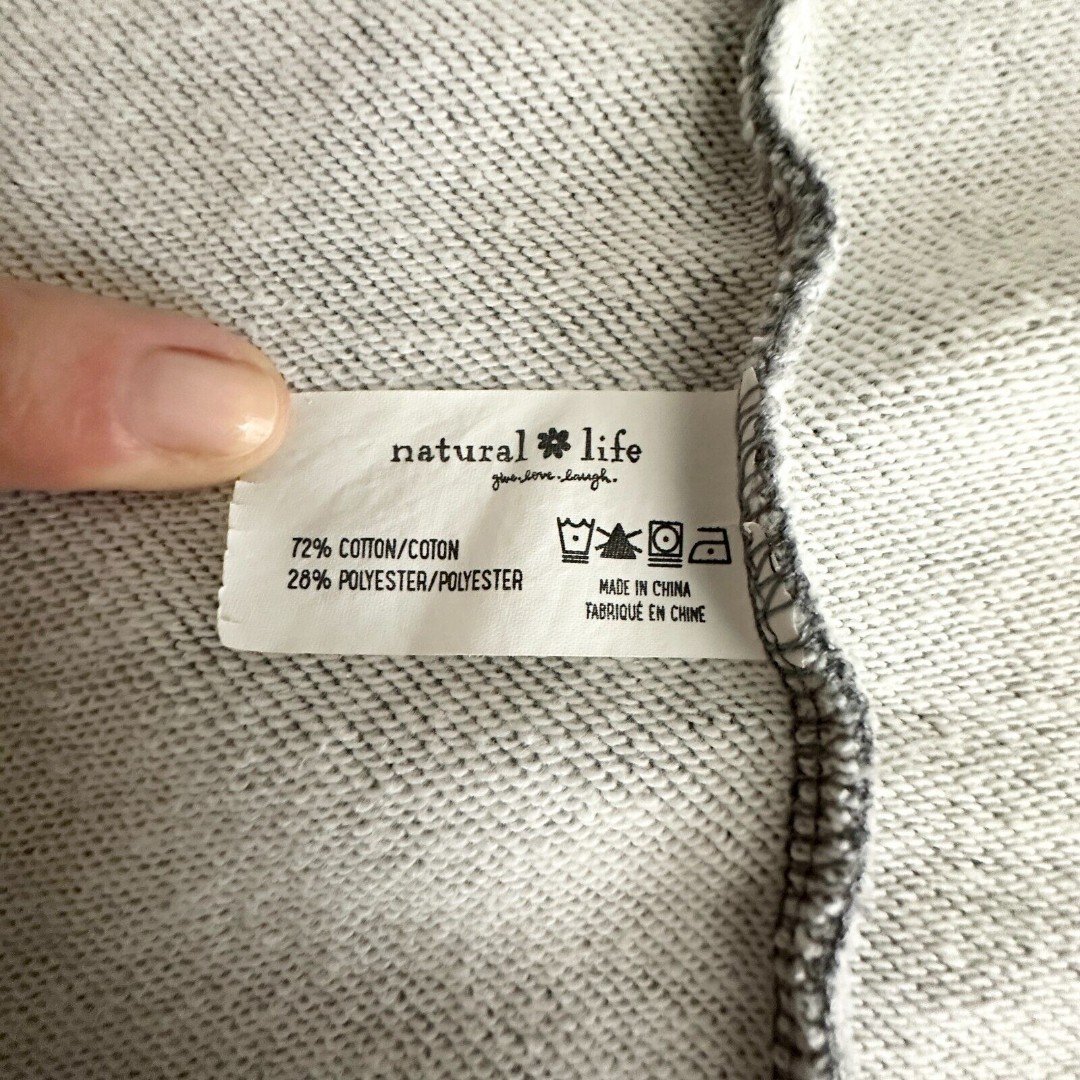 natural life
give.love.laugh.
72% COTTON/COTON
28% POLYESTER/POLYESTER
MADE IN CHINA
FABRIQUÉ EN CHINE